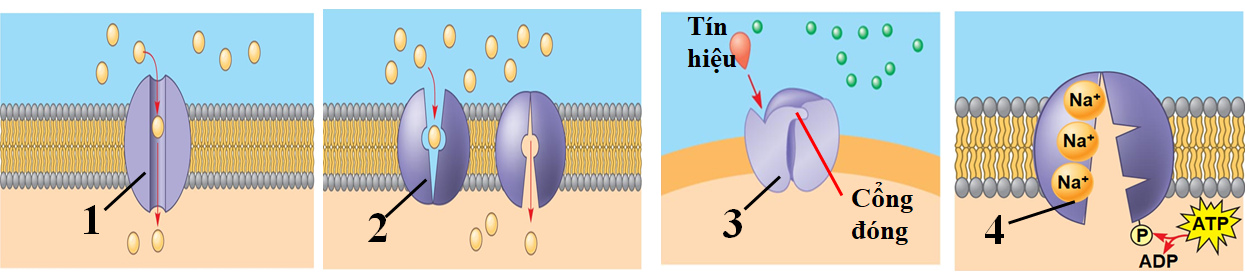 1
2
Tín
hiệu
3
Cổng
đóng
Na+
Na+
Na+
4
P
ATP
ADP